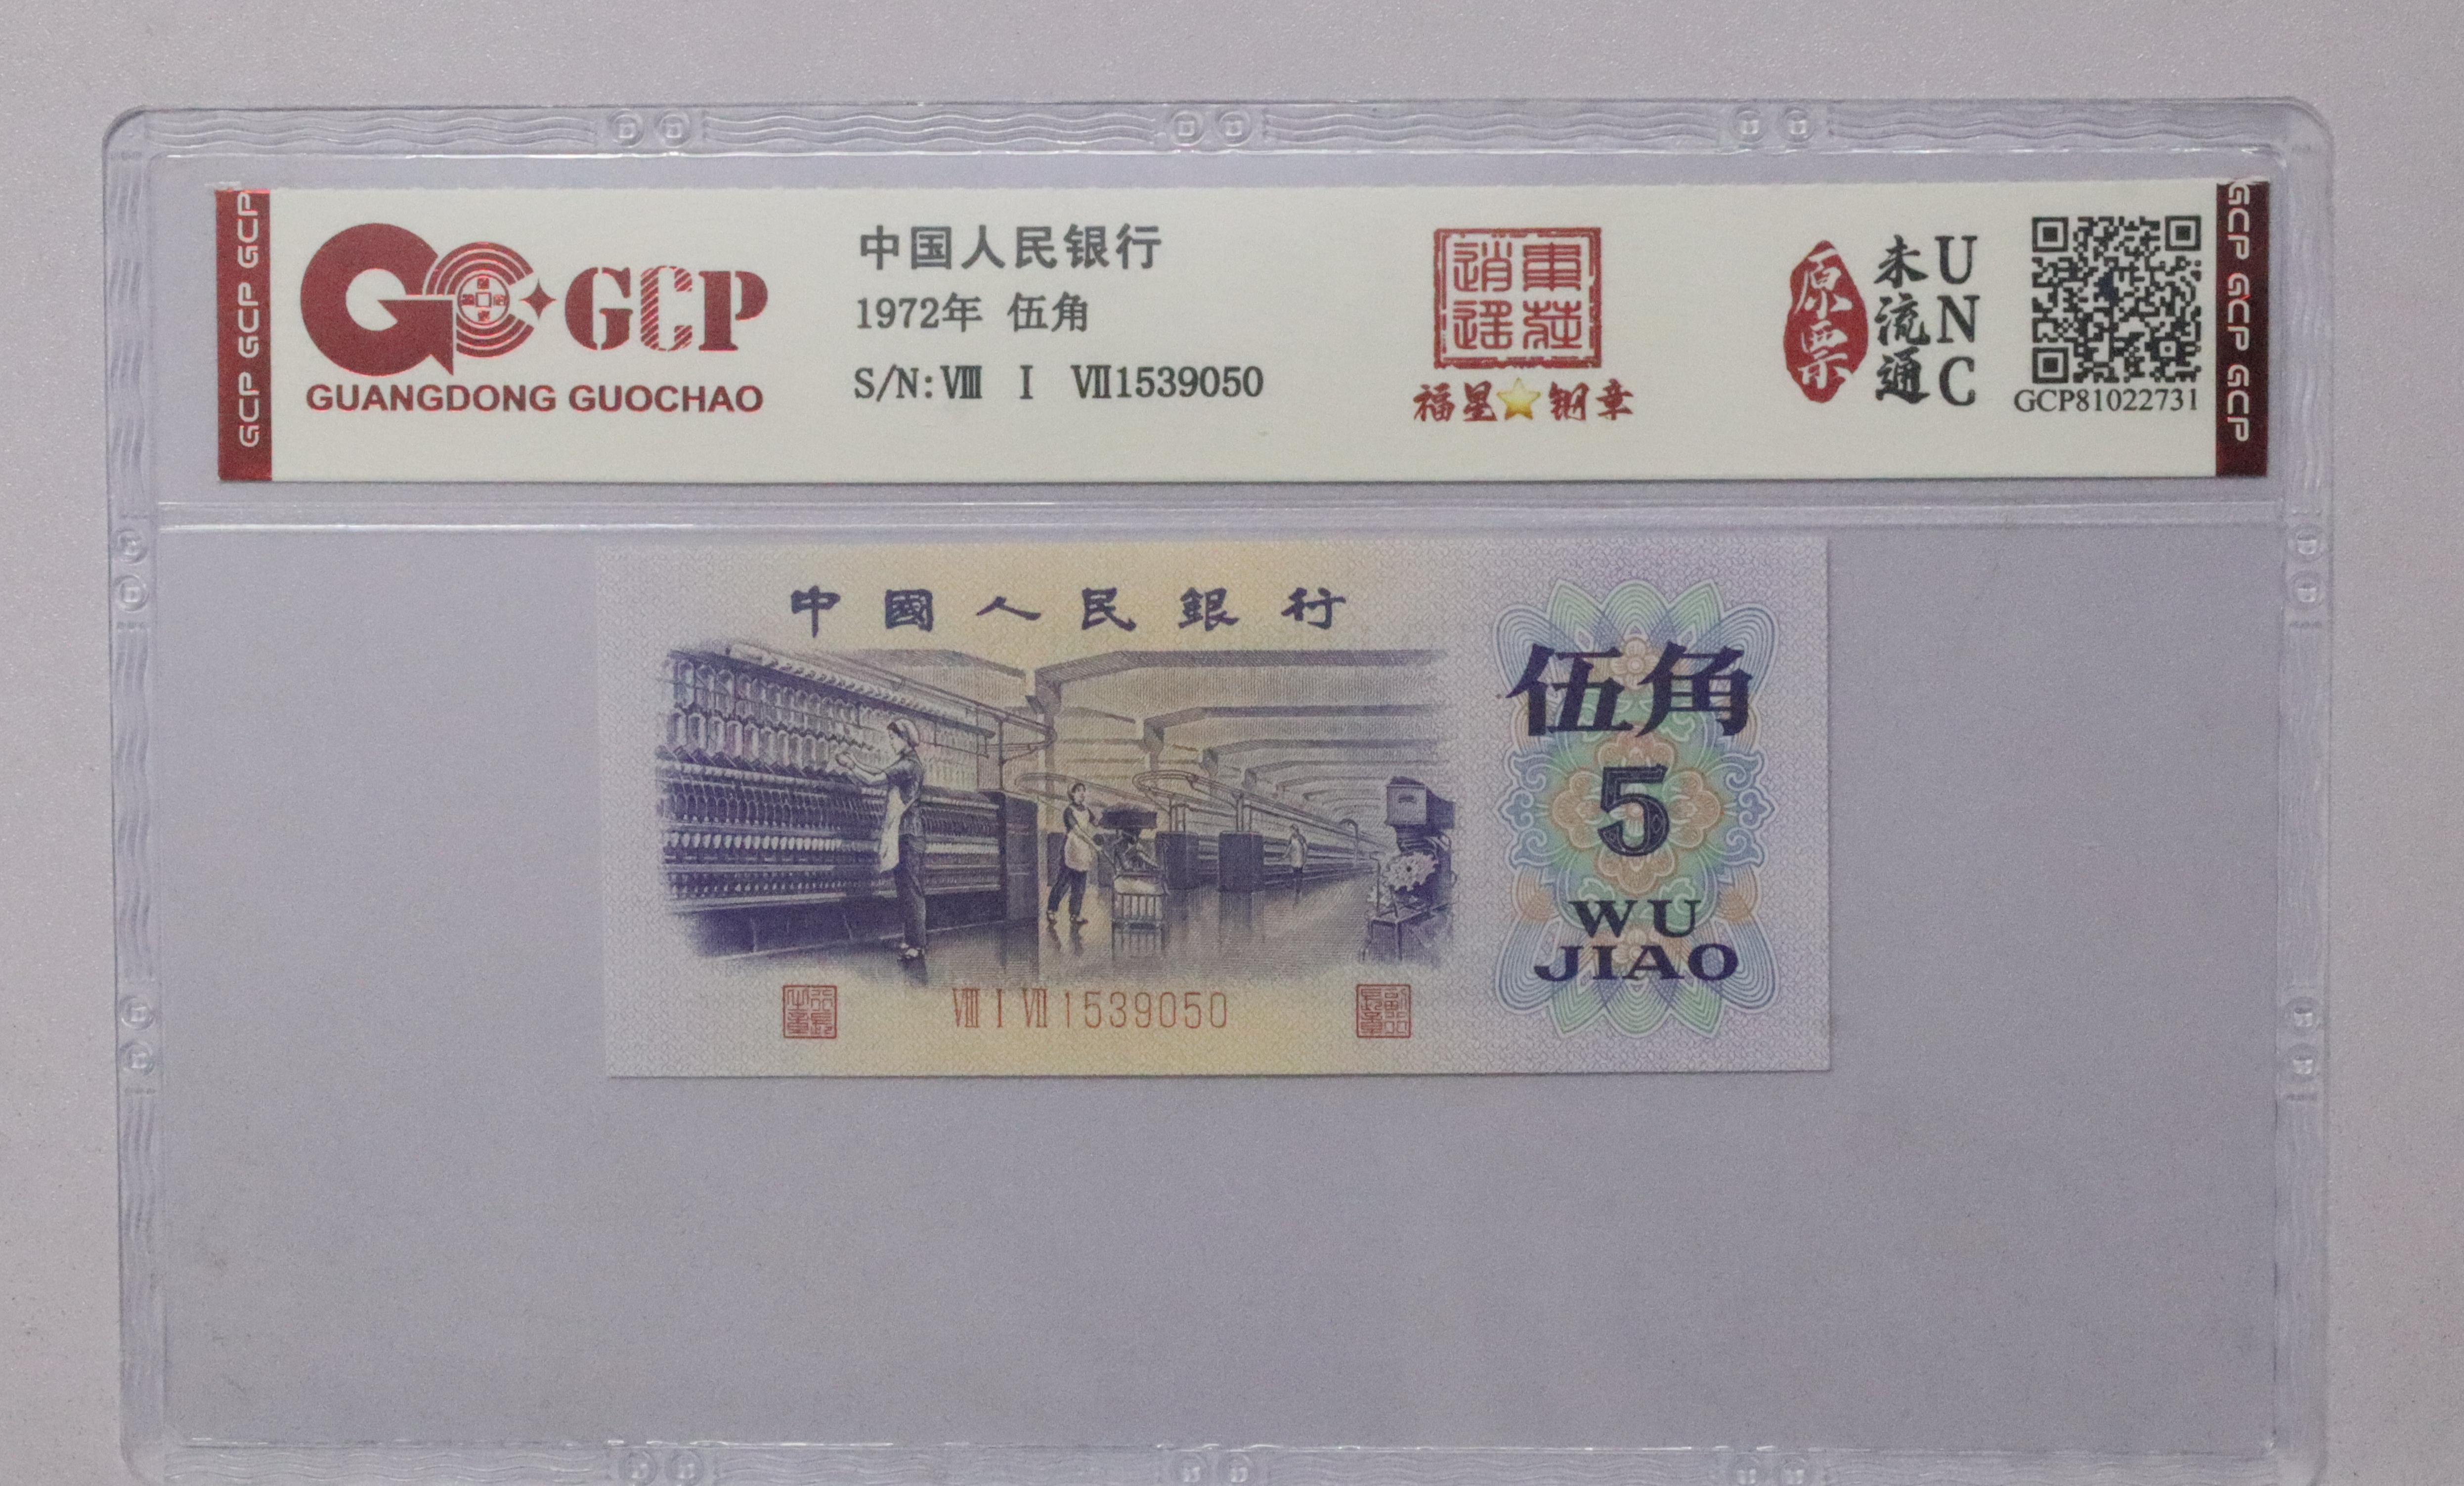 GCP GCP GCP
GCP
GUANGDONG GUOCHAO
中国人民银行
1972年 伍角
S/N:Ⅷ Ⅰ Ⅶ1539050
福星⭐钢章
原票
未流通
UNC
GCP81022731
GCP GCP GCP
中國人民銀行
伍角
5
WU
JIAO
Ⅷ Ⅰ Ⅶ 1539050